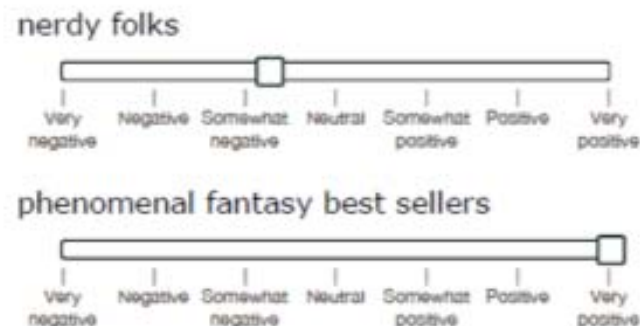 nerdy folks
Very negative Negative Somewhat negative Neutral Somewhat positive Positive Very positive
phenomenal fantasy best sellers
Very negative Negative Somewhat negative Neutral Somewhat positive Positive Very positive